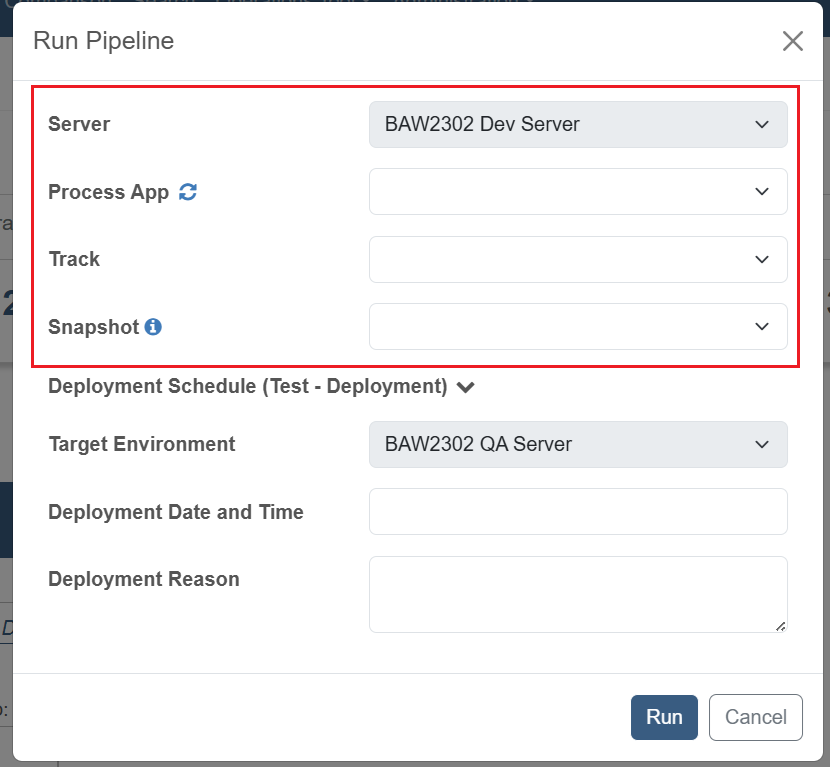 Run Pipeline
Server
BAW2302 Dev Server
Process App
Track
Snapshot
Deployment Schedule (Test - Deployment)
Target Environment
BAW2302 QA Server
Deployment Date and Time
Deployment Reason
Run
Cancel